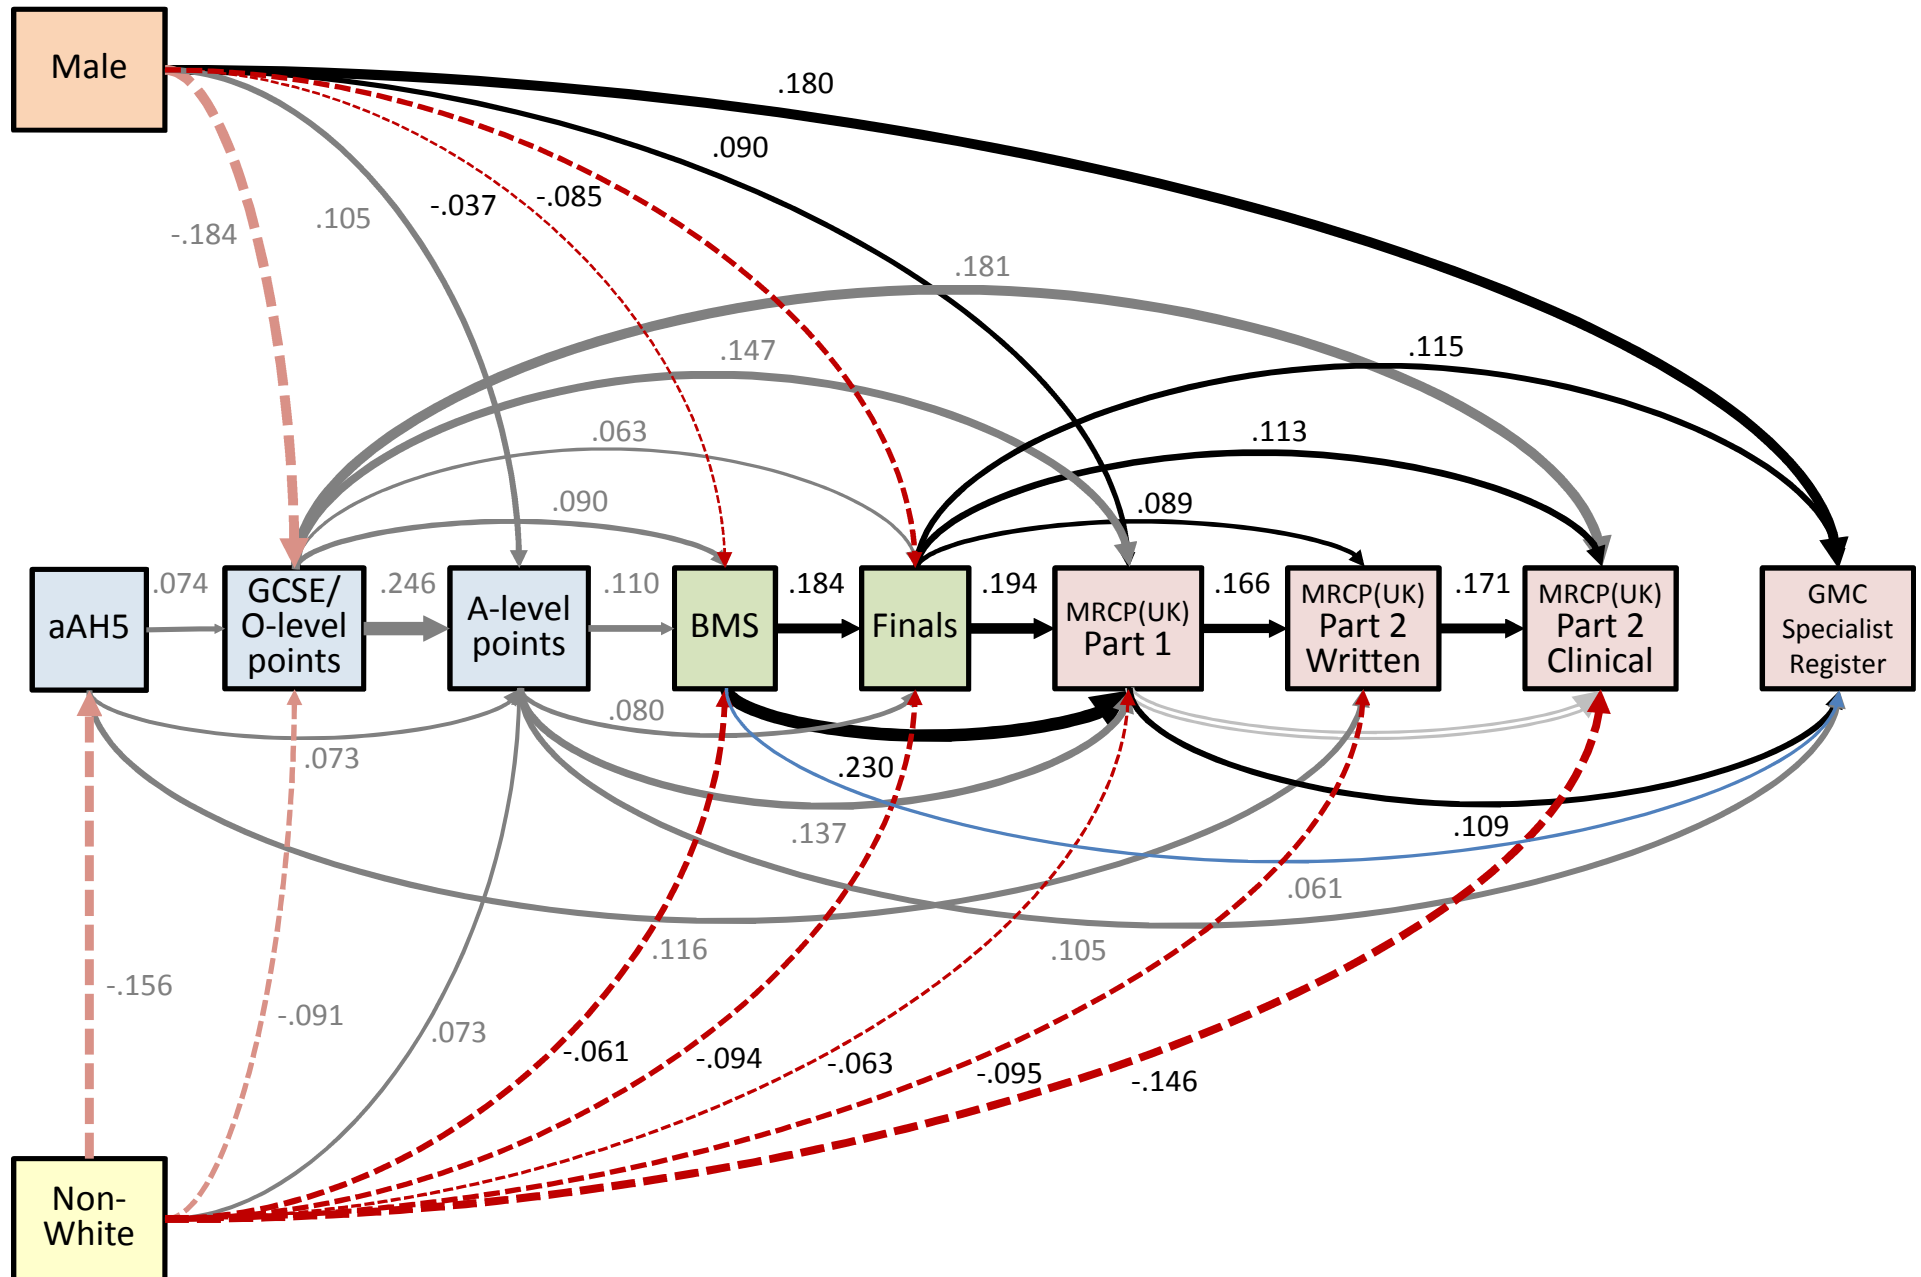 Male
.180
.090
-.037
-.085
.105
-.184
.181
.147
.115
.063
.113
.090
.089
.074
.246
.110
.184
.194
.166
.171
aAH5
GCSE/
O-level
points
A-level
points
BMS
Finals
MRCP(UK)
Part 1
MRCP(UK)
Part 2
Written
MRCP(UK)
Part 2
Clinical
GMC
Specialist
Register
.080
.073
.230
.137
.109
.061
.116
.105
-.156
-.091
.073
-.061
-.094
-.063
-.095
-.146
Non-
White